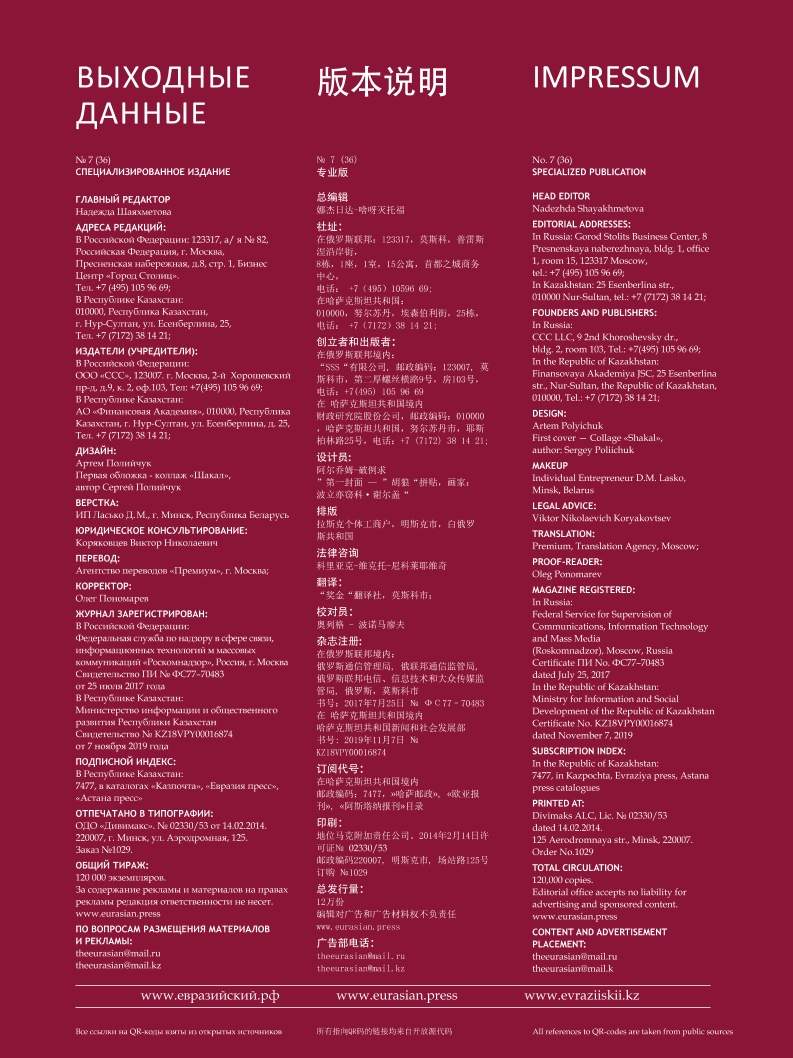 ВЫХОДНЫЕ
ДАННЫЕ
№ 7 (36)
СПЕЦИАЛИЗИРОВАННОЕ ИЗДАНИЕ
ГЛАВНЫЙ РЕДАКТОР
Надежда Шаяхметова
АДРЕСА РЕДАКЦИЙ:
В Российской Федерации: 123317, а/ я № 82,
Российская Федерация, г. Москва,
Пресненская набережная, д.8, стр. 1, Бизнес
Центр «Город Столиц».
Тел. +7 (495) 105 96 69;
В Республике Казахстан:
010000, Республика Казахстан,
г. Нур-Султан, ул. Есенберлина, 25,
Тел. +7 (7172) 38 14 21;
ИЗДАТЕЛИ (УЧРЕДИТЕЛИ):
В Российской Федерации:
ООО «ССС», 123007, г. Москва, 2-й Хорошевский
пр-д, д.9, к. 2, оф.103, Тел: +7(495) 105 96 69;
В Республике Казахстан:
АО «Финансовая Академия», 010000, Республика
Казахстан, г. Нур-Султан, ул. Есенберлина, д. 25,
Тел. +7 (7172) 38 14 21;
ДИЗАЙН:
Артем Полийчук
Первая обложка - коллаж «Шакал»,
автор Сергей Полийчук
ВЕРСТКА:
ИП Ласько Д.М., г. Минск, Республика Беларусь
ЮРИДИЧЕСКОЕ КОНСУЛЬТИРОВАНИЕ:
Коряковцев Виктор Николаевич
ПЕРЕВОД:
Агентство переводов «Премиум», г. Москва;
КОРРЕКТОР:
Олег Пономарев
ЖУРНАЛ ЗАРЕГИСТРИРОВАН:
В Российской Федерации:
Федеральная служба по надзору в сфере связи,
информационных технологий м массовых
коммуникаций «Роскомнадзор», Россия, г. Москва
Свидетельство ПИ № ФС77–70483
от 25 июля 2017 года
В Республике Казахстан:
Министерство информации и общественного
развития Республики Казахстан
Свидетельство № KZ18VPY00016874
от 7 ноября 2019 года
ПОДПИСНОЙ ИНДЕКС:
В Республике Казахстан:
7477, в каталогах «Казпочта», «Евразия пресс»,
«Астана пресс»
ОТПЕЧАТАНО В ТИПОГРАФИИ:
ОДО «Дивимакс». № 02330/53 от 14.02.2014.
220007, г. Минск, ул. Аэродромная, 125.
Заказ №1029.
ОБЩИЙ ТИРАЖ:
120 000 экземпляров.
За содержание рекламы и материалов на правах
рекламы редакция ответственности не несет.
www.eurasian.press
ПО ВОПРОСАМ РАЗМЕЩЕНИЯ МАТЕРИАЛОВ
И РЕКЛАМЫ:
theeurasian@mail.ru
theeurasian@mail.kz
版本说明
№ 7 (36)
专业版
总编辑
娜杰日达-啥呀灭托福
社址：
在俄罗斯联邦：123317，莫斯科，普雷斯
涅沿岸街，
8栋，1座，1室，15公寓，首都之城商务
中心。
电话： +7（495）10596 69；
在哈萨克斯坦共和国：
010000，努尔苏丹，埃森伯利街，25栋，
电话： +7（7172）38 14 21；
创立者和出版者：
在俄罗斯联邦境内：
“SSS“有限公司, 邮政编码：123007，莫
斯科市，第二厚螺丝横路9号，房103号，
电话：+7(495) 105 96 69
在 哈萨克斯坦共和国境内
财政研究院股份公司，邮政编码：010000
，哈萨克斯坦共和国，努尔苏丹市，耶斯
柏林路25号，电话：+7 (7172) 38 14 21;
设计员：
阿尔乔姆-破例求
”第一封面 — ”胡狼“拼贴，画家：
波立亦窃科·谢尔盖“
排版
拉斯克个体工商户，明斯克市，白俄罗
斯共和国
法律咨询
科里亚克-维克托-尼科莱耶维奇
翻译：
“奖金“翻译社，莫斯科市；
校对员：
奥列格 - 波诺马廖夫
杂志注册：
在俄罗斯联邦境内：
俄罗斯通信管理局, 俄联邦通信监管局,
俄罗斯联邦电信、信息技术和大众传媒监
管局, 俄罗斯，莫斯科市
书号：2017年7月25日 № ФС77–70483
在 哈萨克斯坦共和国境内
哈萨克斯坦共和国新闻和社会发展部
书号：2019年11月7日 №
KZ18VPY00016874
订阅代号：
在哈萨克斯坦共和国境内
邮政编码：7477，»哈萨邮政»，«欧亚报
刊»，«阿斯塔纳报刊»目录
印刷：
地位马克附加责任公司。2014年2月14日许
可证№ 02330/53
邮政编码220007, 明斯克市, 场站路125号
订购 №1029
总发行量：
12万份
编辑对广告和广告材料权不负责任
www.eurasian.press
广告部电话：
theeurasian@mail.ru
theeurasian@mail.kz
IMPRESSUM
No. 7 (36)
SPECIALIZED PUBLICATION
HEAD EDITOR
Nadezhda Shayakhmetova
EDITORIAL ADDRESSES:
In Russia: Gorod Stolits Business Center, 8
Presnenskaya naberezhnaya, bldg. 1, office
1, room 15, 123317 Moscow,
tel.: +7 (495) 105 96 69;
In Kazakhstan: 25 Esenberlina str.,
010000 Nur-Sultan, tel.: +7 (7172) 38 14 21;
FOUNDERS AND PUBLISHERS:
In Russia:
CCC LLC, 9 2nd Khoroshevsky dr.,
bldg. 2, room 103, Tel.: +7(495) 105 96 69;
In the Republic of Kazakhstan:
Finansovaya Akademiya JSC, 25 Esenberlina
str., Nur-Sultan, the Republic of Kazakhstan,
010000, Tel.: +7 (7172) 38 14 21;
DESIGN:
Artem Polyichuk
First cover — Collage «Shakal»,
author: Sergey Poliichuk
MAKEUP
Individual Entrepreneur D.M. Lasko,
Minsk, Belarus
LEGAL ADVICE:
Viktor Nikolaevich Koryakovtsev
TRANSLATION:
Premium, Translation Agency, Moscow;
PROOF-READER:
Oleg Ponomarev
MAGAZINE REGISTERED:
In Russia:
Federal Service for Supervision of
Communications, Information Technology
and Mass Media
(Roskomnadzor), Moscow, Russia
Certificate ПИ No. ФС77–70483
dated July 25, 2017
In the Republic of Kazakhstan:
Ministry for Information and Social
Development of the Republic of Kazakhstan
Certificate No. KZ18VPY00016874
dated November 7, 2019
SUBSCRIPTION INDEX:
In the Republic of Kazakhstan:
7477, in Kazpochta, Evraziya press, Astana
press catalogues
PRINTED AT:
Divimaks ALC, Lic. № 02330/53
dated 14.02.2014.
125 Aerodromnaya str., Minsk, 220007.
Order No.1029
TOTAL CIRCULATION:
120,000 copies.
Editorial office accepts no liability for
advertising and sponsored content.
www.eurasian.press
CONTENT AND ADVERTISEMENT
PLACEMENT:
theeurasian@mail.ru
theeurasian@mail.k
www.евразийский.рф
www.eurasian.press
www.evraziiskii.kz
Все ссылки на QR-коды взяты из открытых источников
所有指向QR码的链接均来自开放源代码
All references to QR-codes are taken from public sources